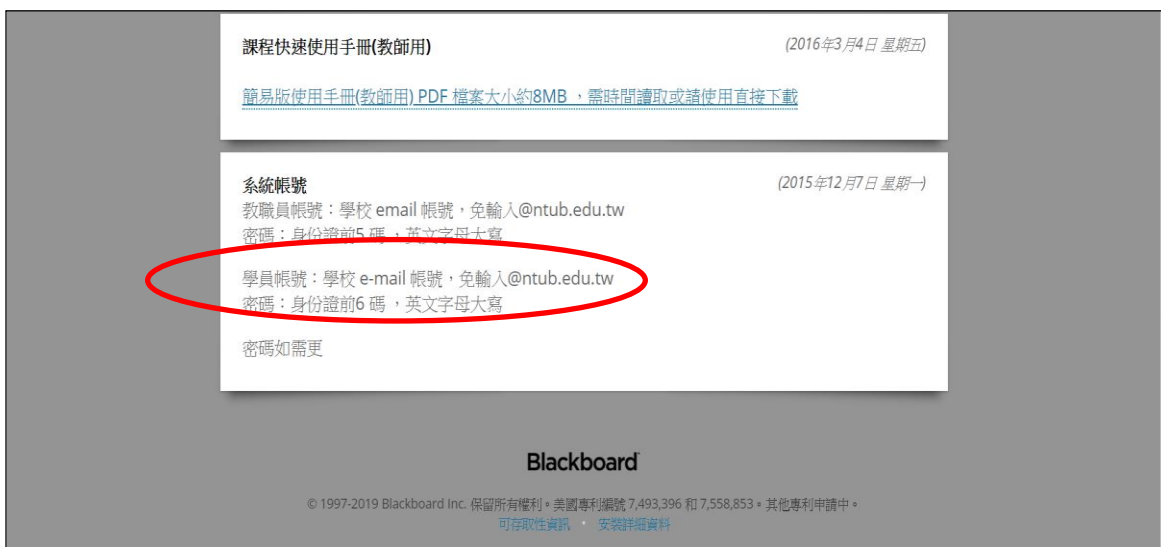 課程快速使用手冊(教師用)
(2016年3月4日 星期五)
簡易版使用手冊(教師用) PDF 檔案大小約8MB ，需時間讀取或請使用直接下載
系統帳號
(2015年12月7日 星期一)
教職員帳號：學校 email 帳號，免輸入@ntub.edu.tw
密碼：身份證前5 碼 ，英文字母大寫
學員帳號：學校 e-mail 帳號，免輸入@ntub.edu.tw
密碼：身份證前6 碼 ，英文字母大寫
密碼如需更
Blackboard
© 1997-2019 Blackboard Inc. 保留所有權利。美國專利編號 7,493,396 和 7,558,853。其他專利申請中。
可存取性資訊 · 安裝詳細資料